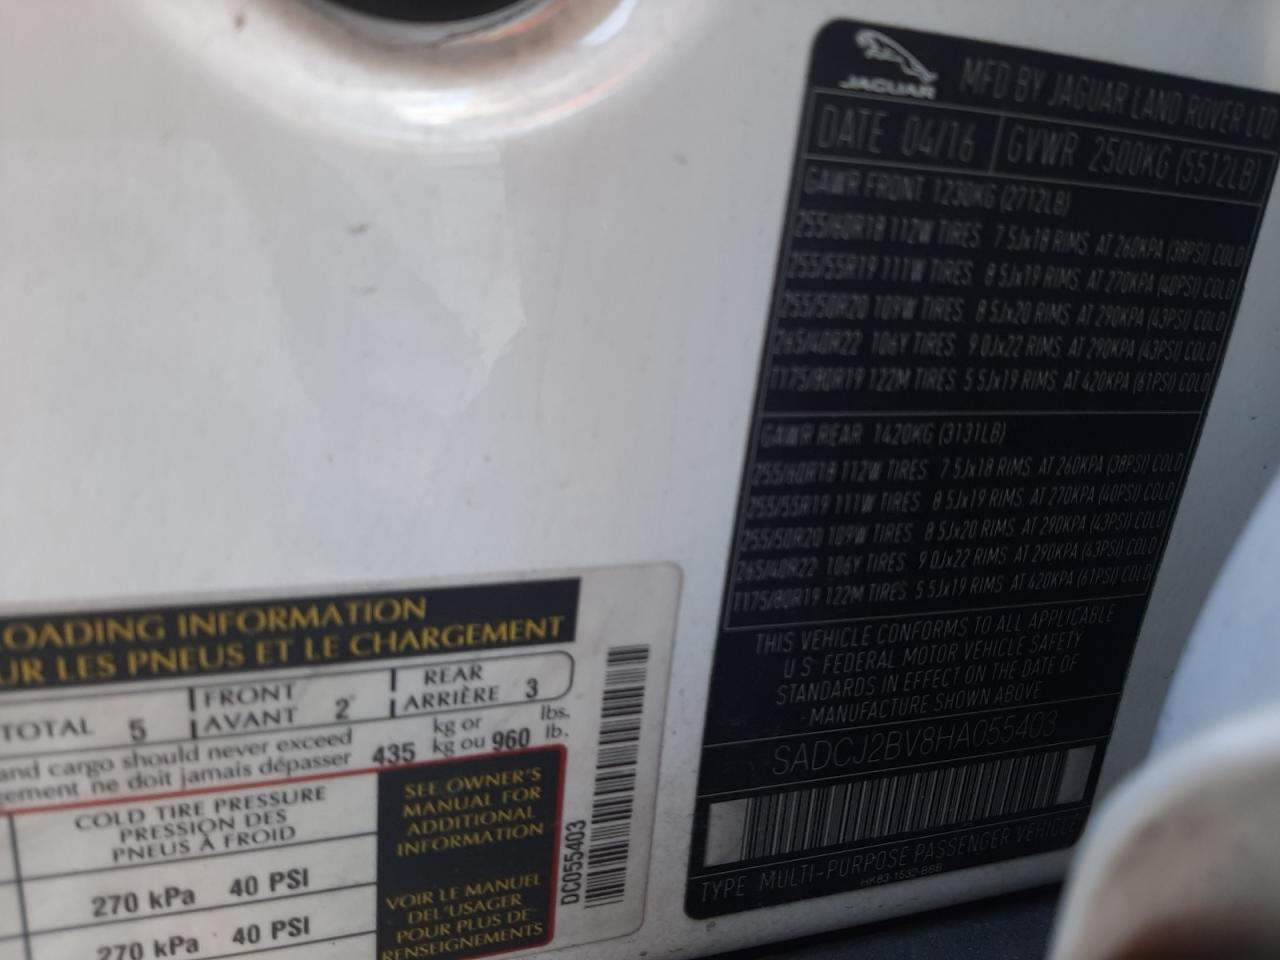 JAGUAR
MFD BY JAGUAR LAND ROVER LTD
DATE 04/16 GVWR 2500KG (5512LB)
GAWR FRONT 1230KG (2712LB)
255/60R18 112W TIRES 7.5Jx18 RIMS AT 260KPA (38PSI) COLD
255/55R19 111W TIRES 8.5Jx19 RIMS AT 270KPA (40PSI) COLD
255/50R20 109W TIRES 8.5Jx20 RIMS AT 290KPA (43PSI) COLD
265/40R22 106Y TIRES 9.0Jx22 RIMS AT 290KPA (43PSI) COLD
T175/80R19 122M TIRES 5.5Jx19 RIMS AT 420KPA (61PSI) COLD
GAWR REAR 1420KG (3131LB)
255/60R18 112W TIRES 7.5Jx18 RIMS AT 260KPA (38PSI) COLD
255/55R19 111W TIRES 8.5Jx19 RIMS AT 270KPA (40PSI) COLD
255/50R20 109W TIRES 8.5Jx20 RIMS AT 290KPA (43PSI) COLD
265/40R22 106Y TIRES 9.0Jx22 RIMS AT 290KPA (43PSI) COLD
T175/80R19 122M TIRES 5.5Jx19 RIMS AT 420KPA (61PSI) COLD
THIS VEHICLE CONFORMS TO ALL APPLICABLE
U.S. FEDERAL MOTOR VEHICLE SAFETY
STANDARDS IN EFFECT ON THE DATE OF
MANUFACTURE SHOWN ABOVE
SADCJ2BV8HA055403
TYPE MULTI-PURPOSE PASSENGER VEHICLE
HK83-1532-BBB
OADING INFORMATION
UR LES PNEUS ET LE CHARGEMENT
TOTAL 5 FRONT AVANT 2 REAR ARRIÈRE 3
and cargo should never exceed 435 kg or 960 lbs.
gement ne doit jamais dépasser kg ou lb.
COLD TIRE PRESSURE
PRESSION DES
PNEUS À FROID
270 kPa 40 PSI
270 kPa 40 PSI
SEE OWNER'S
MANUAL FOR
ADDITIONAL
INFORMATION
VOIR LE MANUEL
DEL'USAGER
POUR PLUS DE
RENSEIGNEMENTS
DC055403